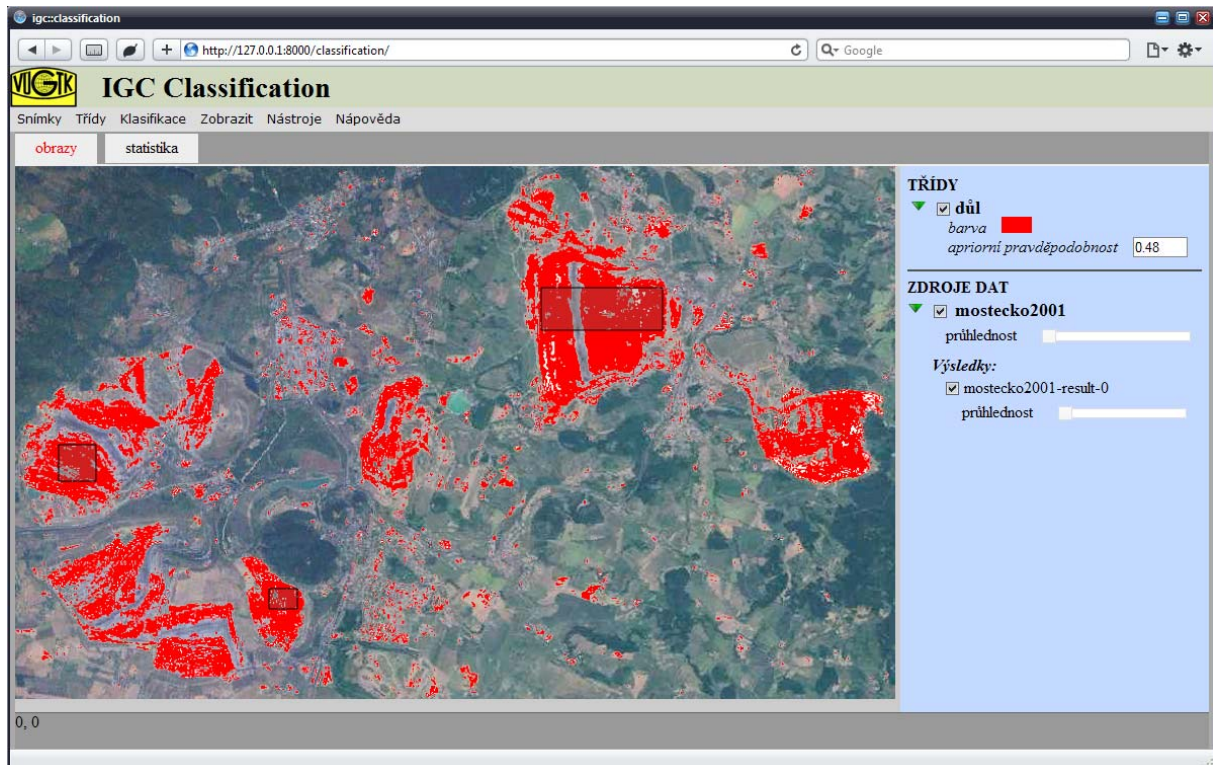 igc::classification
http://127.0.0.1:8000/classification/
Google
VÚGTK IGC Classification
Snímky Třídy Klasifikace Zobrazit Nástroje Nápověda
obrazy statistika
TŘÍDY
důl
barva
apriorní pravděpodobnost 0.48
ZDROJE DAT
mostecko2001
průhlednost
Výsledky:
mostecko2001-result-0
průhlednost
0, 0